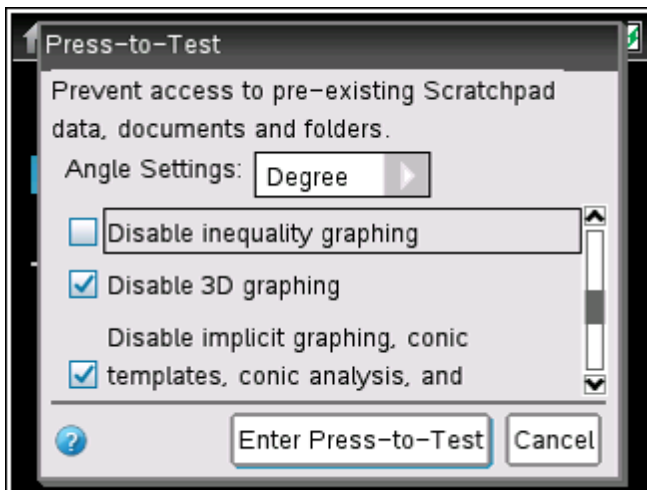 Press-to-Test
Prevent access to pre-existing Scratchpad
data, documents and folders.
Angle Settings: Degree
Disable inequality graphing
Disable 3D graphing
Disable implicit graphing, conic
templates, conic analysis, and
Enter Press-to-Test Cancel